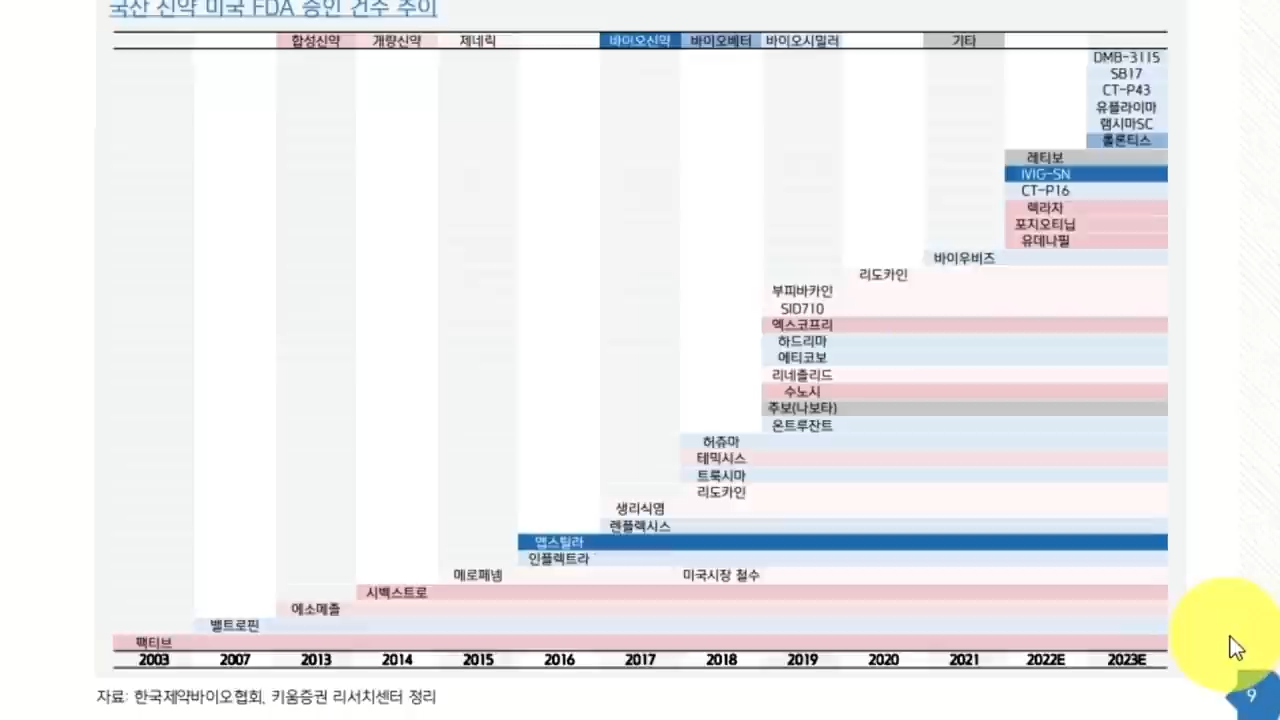 국산 신약 미국 FDA 승인 건수 추이
합성신약 개량신약 제네릭 바이오신약 바이오베터 바이오시밀러 기타
DMB-3115
SB17
CT-P43
유플라이마
램시마SC
롤론티스
레티보
IVIG-SN
CT-P16
렉라자
포지오티닙
유데나필
바이우비즈
리도카인
부피바카인
SID710
엑스코프리
하드리마
에티코보
리네졸리드
수노시
주보(나보타)
온트루잔트
허쥬마
테믹시스
트룩시마
리도카인
생리식염
렌플렉시스
앱스틸라
인플렉트라
메로페넴 미국시장 철수
시벡스트로
에소메졸
밸트로핀
팩티브
2003 2007 2013 2014 2015 2016 2017 2018 2019 2020 2021 2022E 2023E
자료: 한국제약바이오협회, 키움증권 리서치센터 정리
9